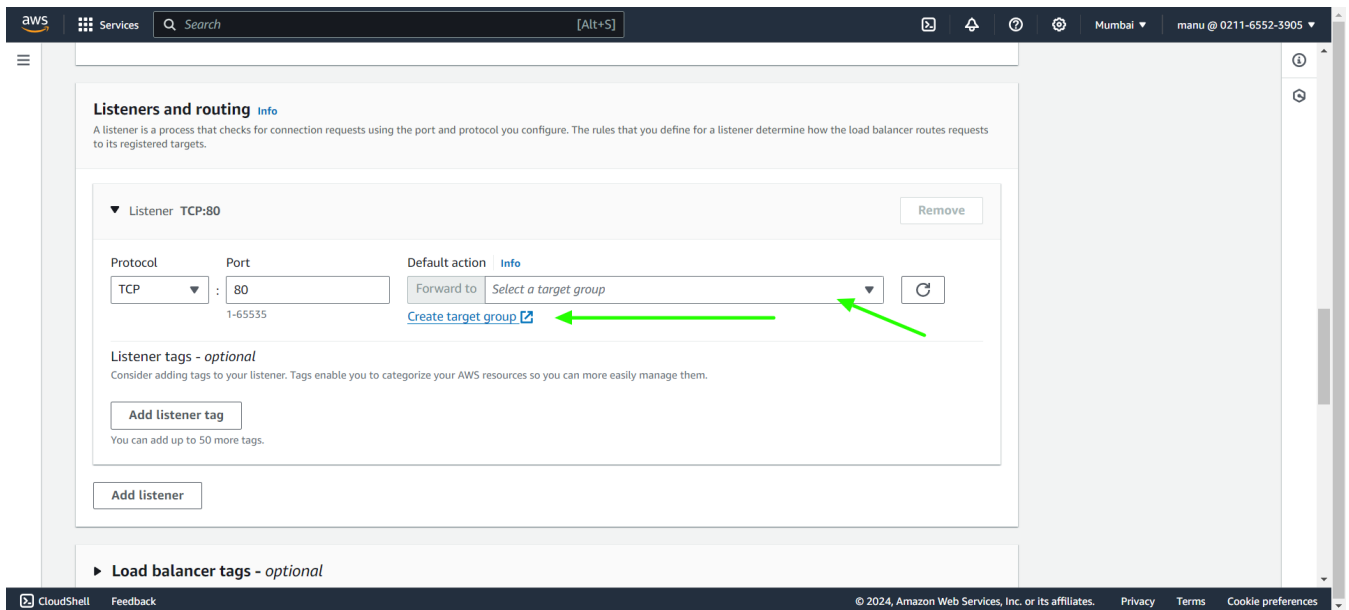 aws
Services
Search
[Alt+S]
Mumbai
manu @ 0211-6552-3905
Listeners and routing Info
A listener is a process that checks for connection requests using the port and protocol you configure. The rules that you define for a listener determine how the load balancer routes requests
to its registered targets.
Listener TCP:80
Remove
Protocol
Port
Default action
Info
TCP
:
80
Forward to
Select a target group
1-65535
Create target group
Listener tags - optional
Consider adding tags to your listener. Tags enable you to categorize your AWS resources so you can more easily manage them.
Add listener tag
You can add up to 50 more tags.
Add listener
Load balancer tags - optional
CloudShell
Feedback
© 2024, Amazon Web Services, Inc. or its affiliates.
Privacy
Terms
Cookie preferences